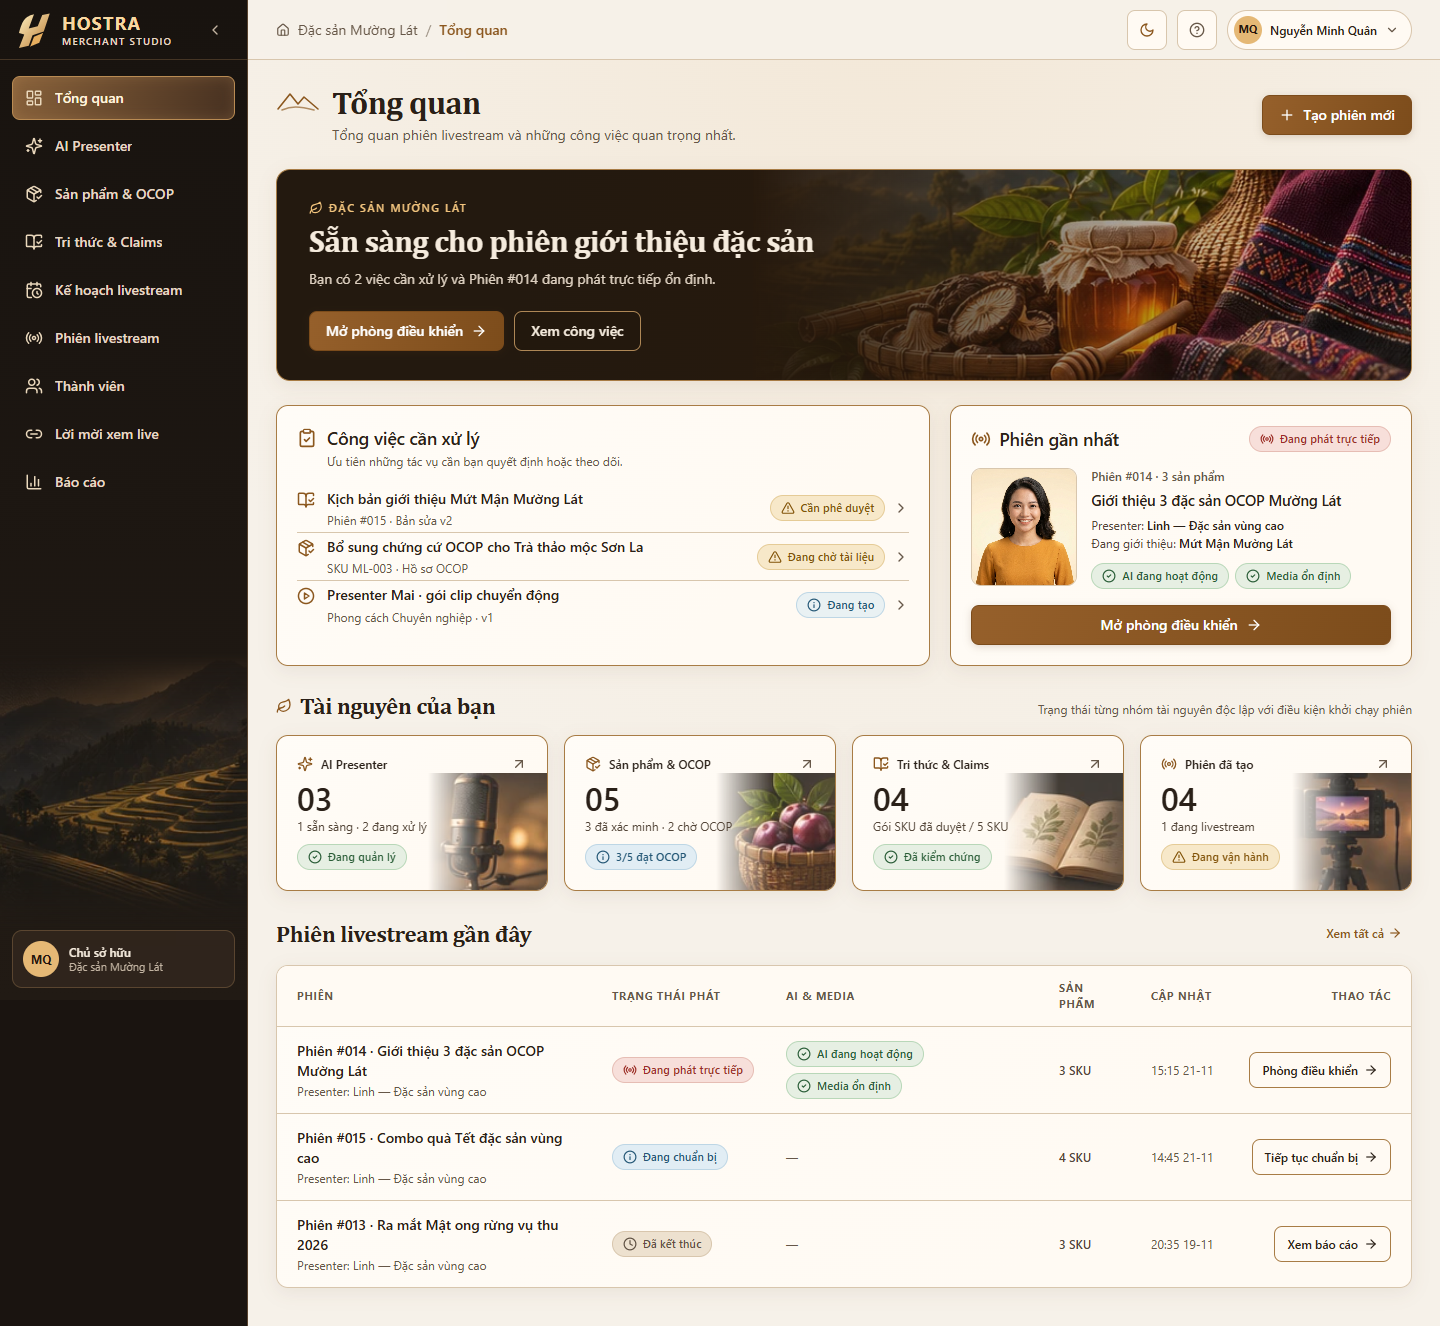 HOSTRA
MERCHANT STUDIO
Tổng quan
AI Presenter
Sản phẩm & OCOP
Tri thức & Claims
Kế hoạch livestream
Phiên livestream
Thành viên
Lời mời xem live
Báo cáo
MQ
Chủ sở hữu
Đặc sản Mường Lát
Đặc sản Mường Lát / Tổng quan
MQ Nguyễn Minh Quân
Tổng quan
Tổng quan phiên livestream và những công việc quan trọng nhất.
Tạo phiên mới
ĐẶC SẢN MƯỜNG LÁT
Sẵn sàng cho phiên giới thiệu đặc sản
Bạn có 2 việc cần xử lý và Phiên #014 đang phát trực tiếp ổn định.
Mở phòng điều khiển
Xem công việc
Công việc cần xử lý
Ưu tiên những tác vụ cần bạn quyết định hoặc theo dõi.
Kịch bản giới thiệu Mứt Mận Mường Lát
Phiên #015 · Bản sửa v2
Cần phê duyệt
Bổ sung chứng cứ OCOP cho Trà thảo mộc Sơn La
SKU ML-003 · Hồ sơ OCOP
Đang chờ tài liệu
Presenter Mai · gói clip chuyển động
Phong cách Chuyên nghiệp · v1
Đang tạo
Phiên gần nhất
Đang phát trực tiếp
Phiên #014 · 3 sản phẩm
Giới thiệu 3 đặc sản OCOP Mường Lát
Presenter: Linh — Đặc sản vùng cao
Đang giới thiệu: Mứt Mận Mường Lát
AI đang hoạt động
Media ổn định
Mở phòng điều khiển
Tài nguyên của bạn
Trạng thái từng nhóm tài nguyên độc lập với điều kiện khởi chạy phiên
AI Presenter
03
1 sẵn sàng · 2 đang xử lý
Đang quản lý
Sản phẩm & OCOP
05
3 đã xác minh · 2 chờ OCOP
3/5 đạt OCOP
Tri thức & Claims
04
Gói SKU đã duyệt / 5 SKU
Đã kiểm chứng
Phiên đã tạo
04
1 đang livestream
Đang vận hành
Phiên livestream gần đây
Xem tất cả
PHIÊN
TRẠNG THÁI PHÁT
AI & MEDIA
SẢN
PHẨM
CẬP NHẬT
THAO TÁC
Phiên #014 · Giới thiệu 3 đặc sản OCOP
Mường Lát
Presenter: Linh — Đặc sản vùng cao
Đang phát trực tiếp
AI đang hoạt động
Media ổn định
3 SKU
15:15 21-11
Phòng điều khiển
Phiên #015 · Combo quà Tết đặc sản vùng
cao
Presenter: Linh — Đặc sản vùng cao
Đang chuẩn bị
—
4 SKU
14:45 21-11
Tiếp tục chuẩn bị
Phiên #013 · Ra mắt Mật ong rừng vụ thu
2026
Presenter: Linh — Đặc sản vùng cao
Đã kết thúc
—
3 SKU
20:35 19-11
Xem báo cáo